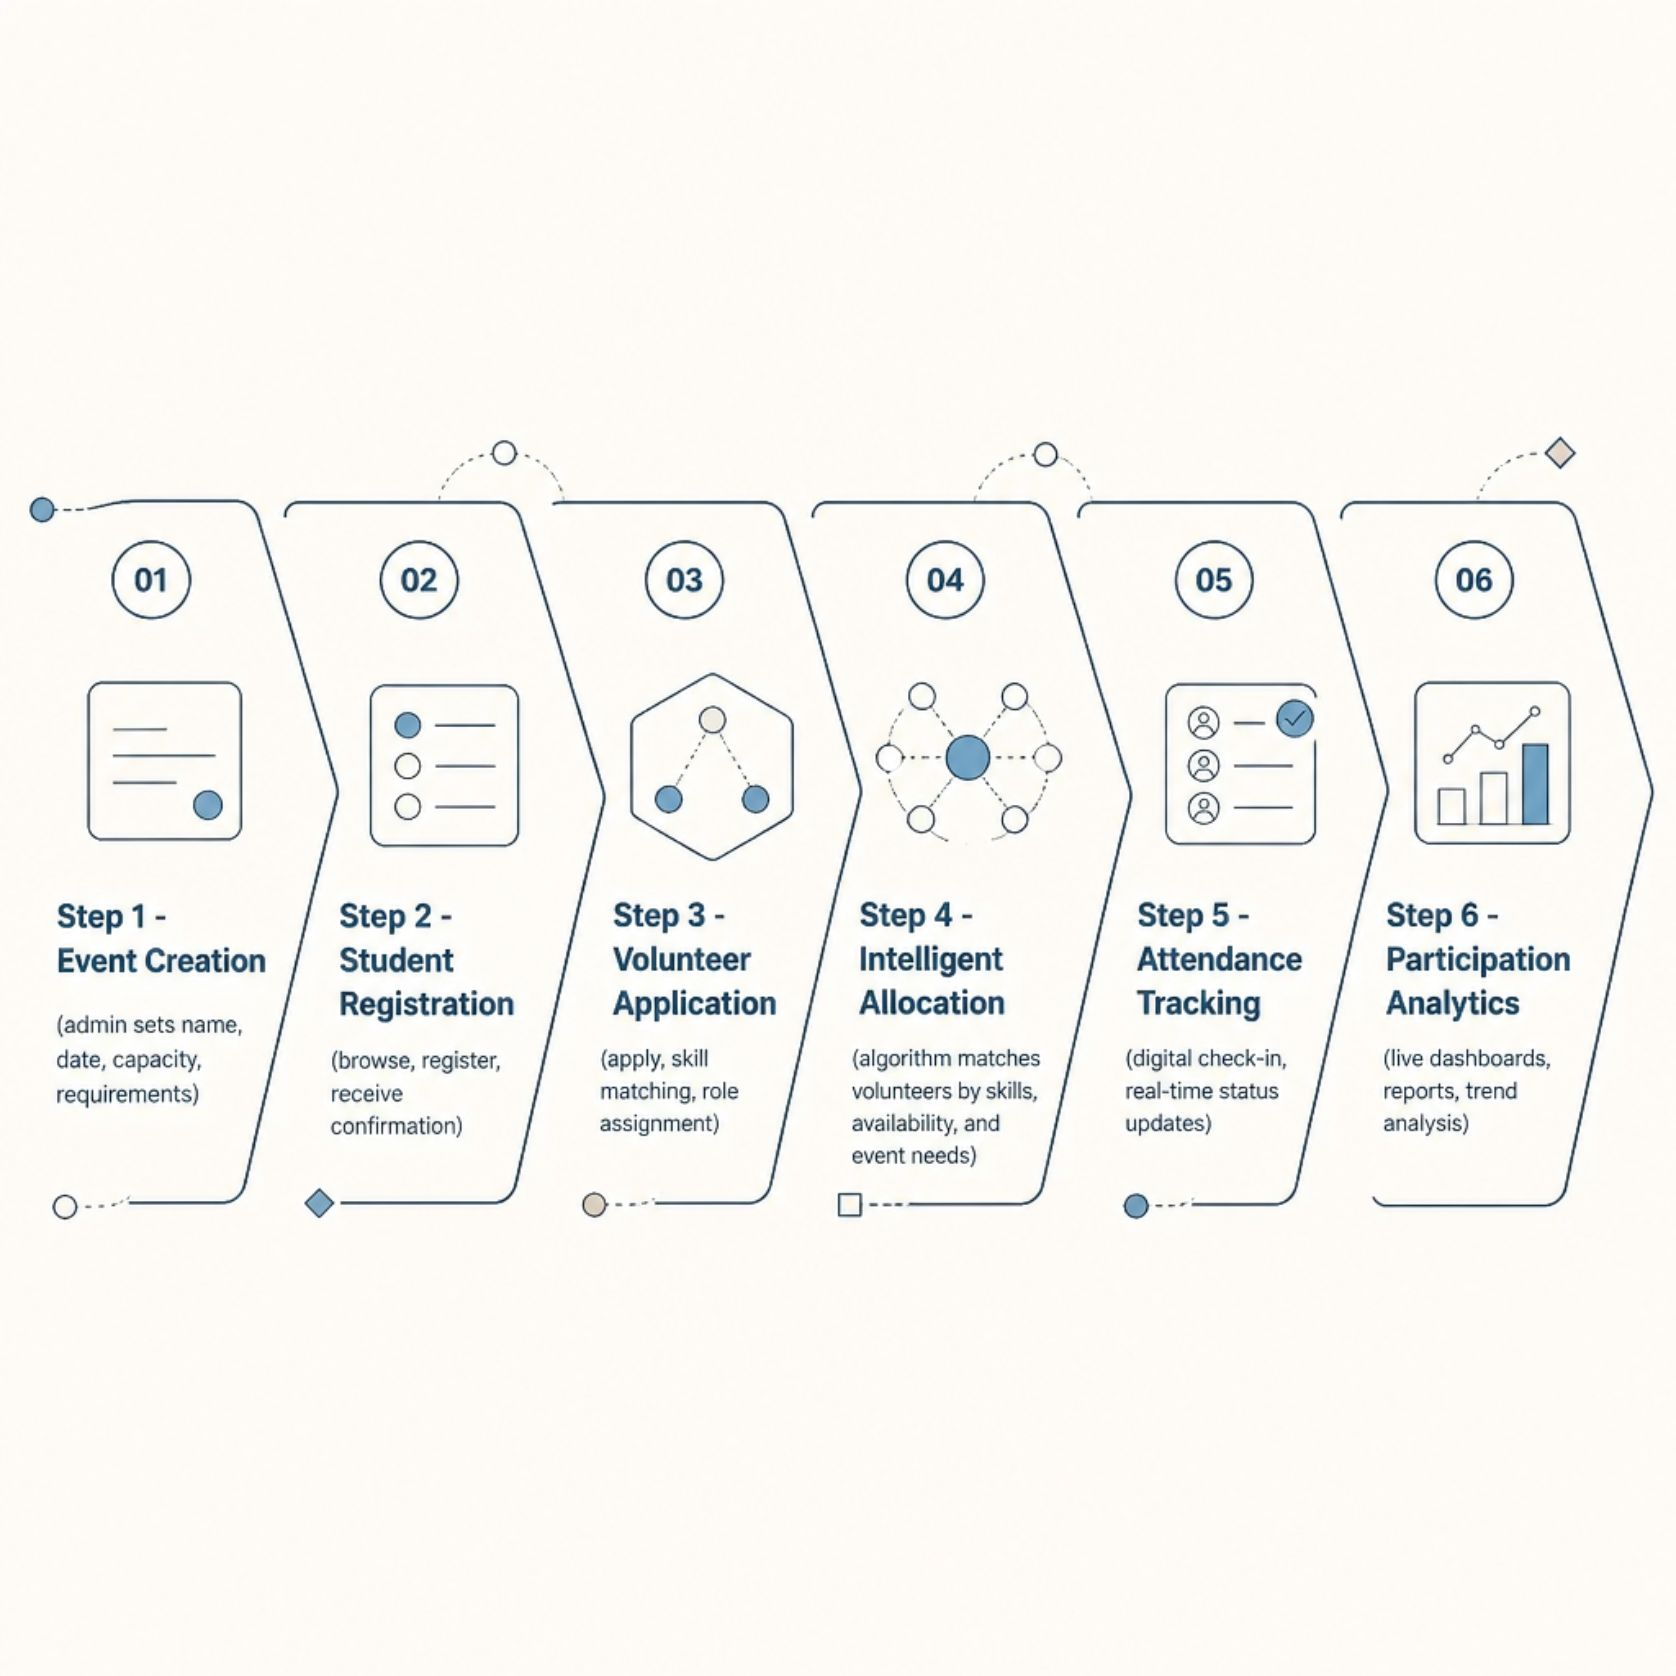 01
Step 1 -
Event Creation
(admin sets name,
date, capacity,
requirements)
02
Step 2 -
Student
Registration
(browse, register,
receive
confirmation)
03
Step 3 -
Volunteer
Application
(apply, skill
matching, role
assignment)
04
Step 4 -
Intelligent
Allocation
(algorithm matches
volunteers by skills,
availability, and
event needs)
05
Step 5 -
Attendance
Tracking
(digital check-in,
real-time status
updates)
06
Step 6 -
Participation
Analytics
(live dashboards,
reports, trend
analysis)